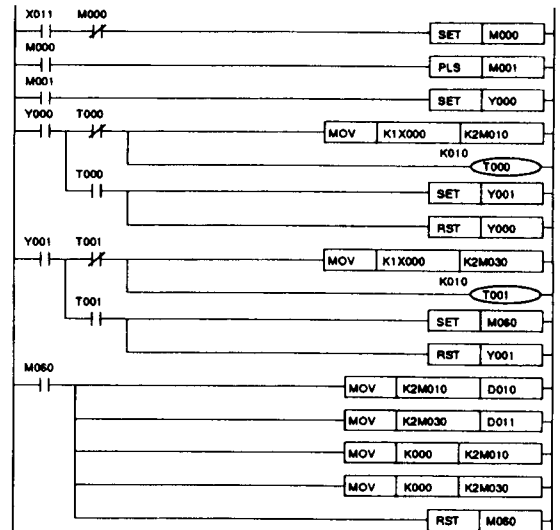 X011 M000
SET M000
M000
PLS M001
M001
SET Y000
Y000 T000
MOV K1X000 K2M010
K010
T000
T000
SET Y001
RST Y000
Y001 T001
MOV K1X000 K2M030
K010
T001
T001
SET M060
RST Y001
M060
MOV K2M010 D010
MOV K2M030 D011
MOV K000 K2M010
MOV K000 K2M030
RST M060